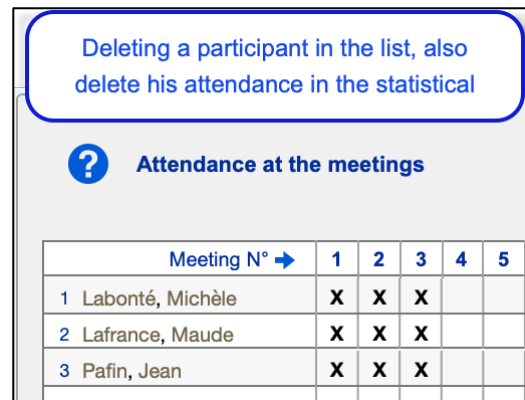 Deleting a participant in the list, also
delete his attendance in the statistical
?
Attendance at the meetings
Meeting N° ➔ 1 2 3 4 5
1 Labonté, Michèle X X X
2 Lafrance, Maude X X X
3 Pafin, Jean X X X